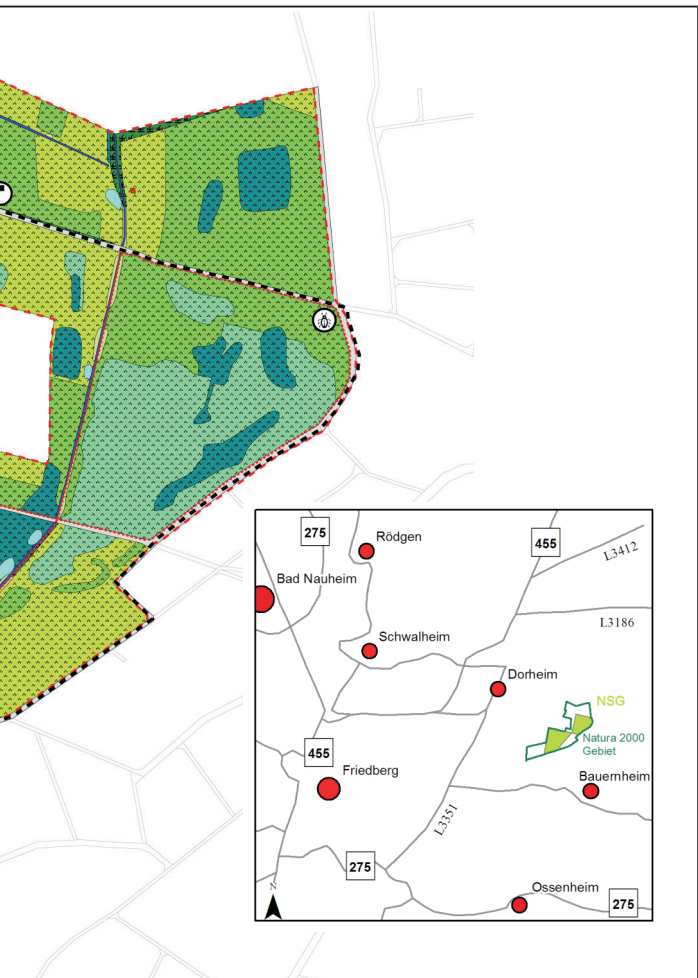 275
Rödgen
455
L3412
Bad Nauheim
L3186
Schwalheim
Dorheim
NSG
Natura 2000
Gebiet
455
Friedberg
Bauernheim
L3351
275
N
Ossenheim
275